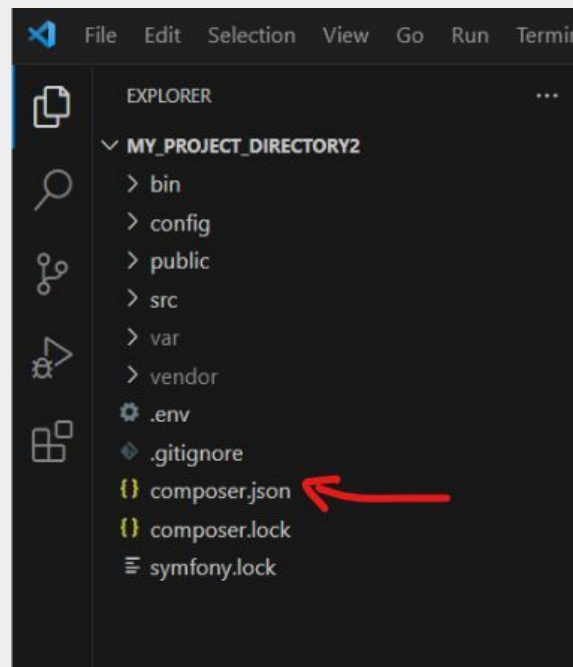 File Edit Selection View Go Run
EXPLORER ...
MY_PROJECT_DIRECTORY2
bin
config
public
src
var
vendor
.env
.gitignore
{} composer.json
{} composer.lock
symfony.lock